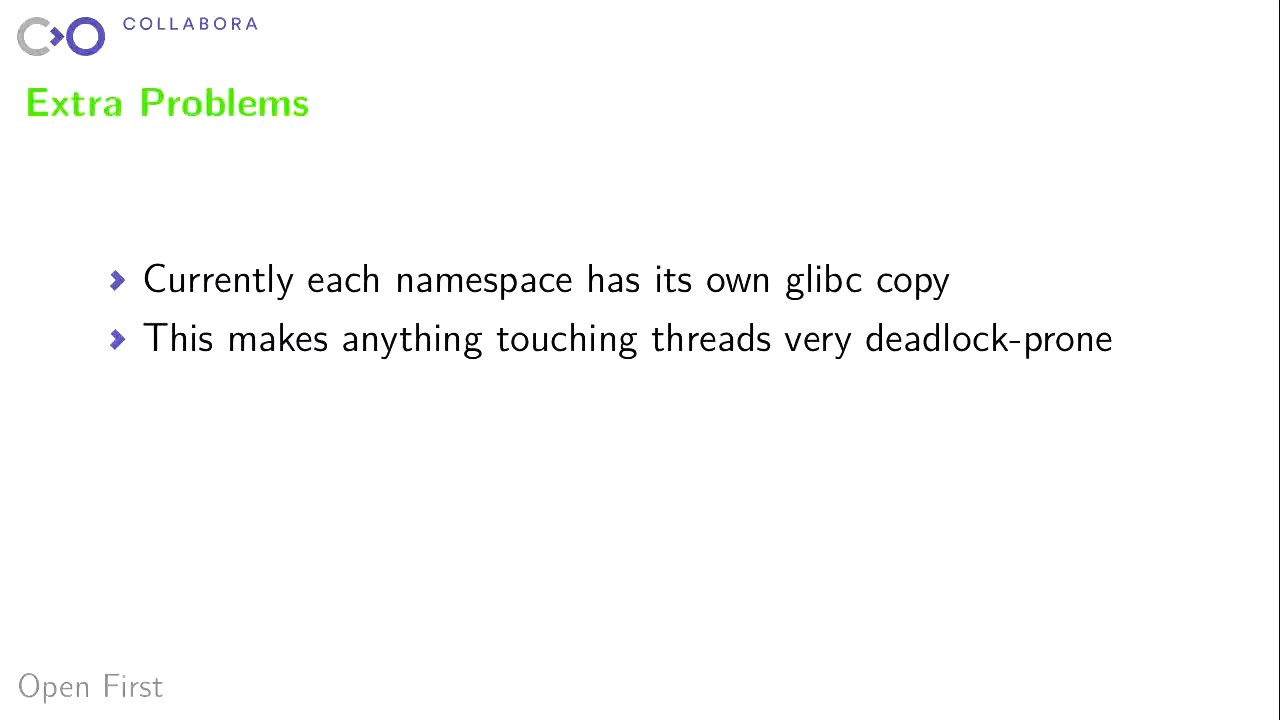 COLLABORA
Extra Problems
Currently each namespace has its own glibc copy
This makes anything touching threads very deadlock-prone
Open First